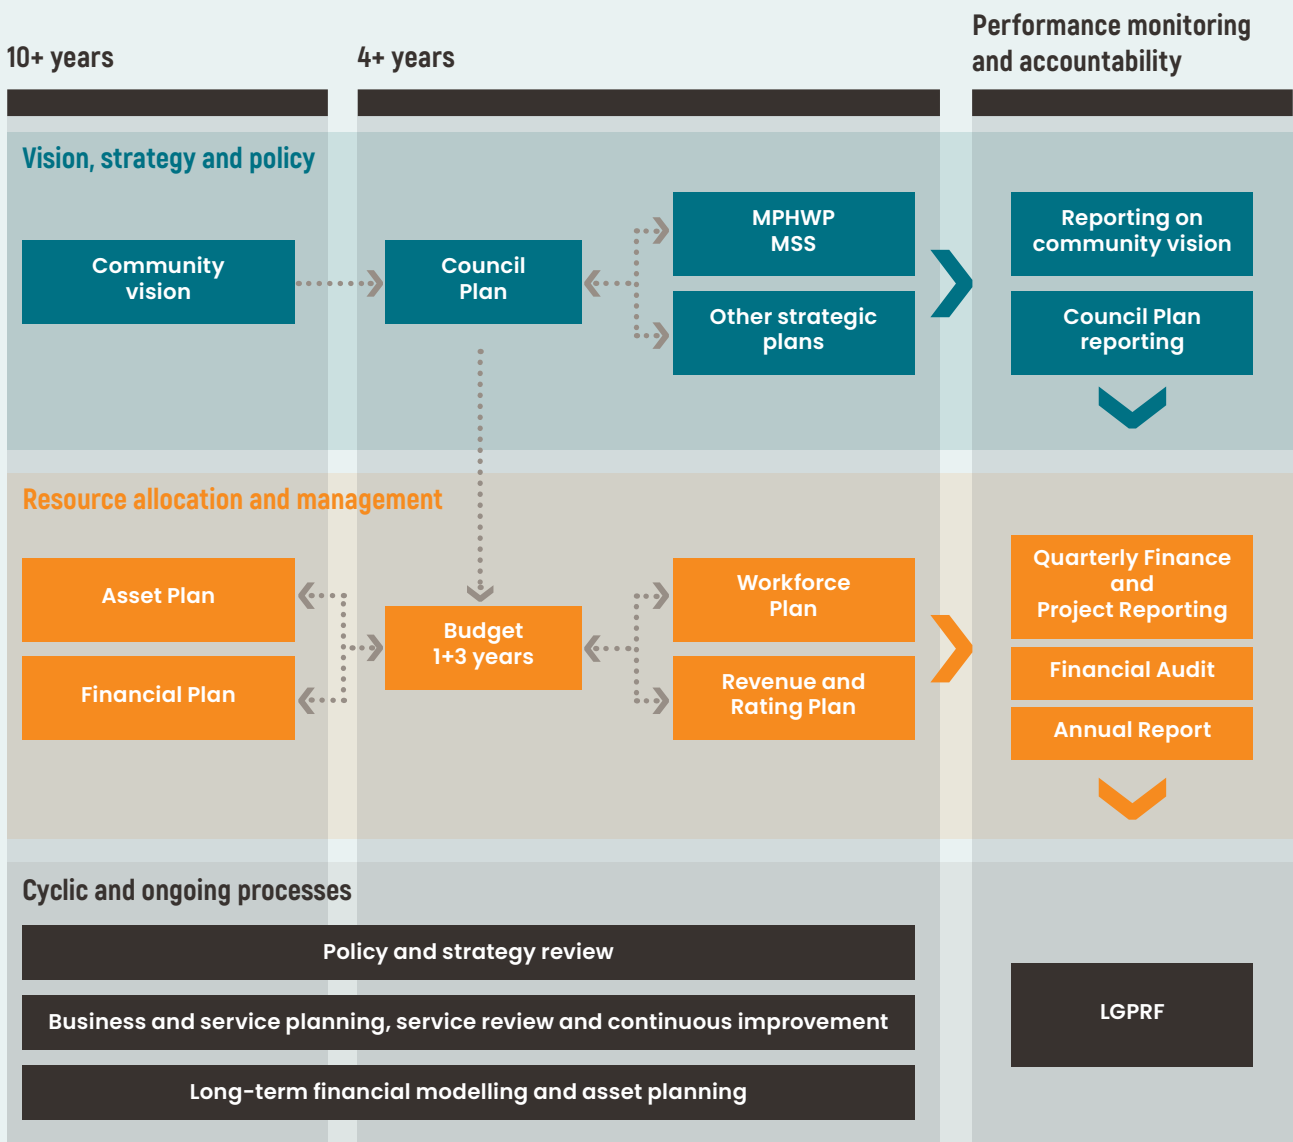 10+ years
4+ years
Performance monitoring
and accountability
Vision, strategy and policy
Community
vision
Council
Plan
MPHWP
MSS
Other strategic
plans
Reporting on
community vision
Council Plan
reporting
Resource allocation and management
Asset Plan
Financial Plan
Budget
1+3 years
Workforce
Plan
Revenue and
Rating Plan
Quarterly Finance
and
Project Reporting
Financial Audit
Annual Report
Cyclic and ongoing processes
Policy and strategy review
Business and service planning, service review and continuous improvement
Long-term financial modelling and asset planning
LGPRF